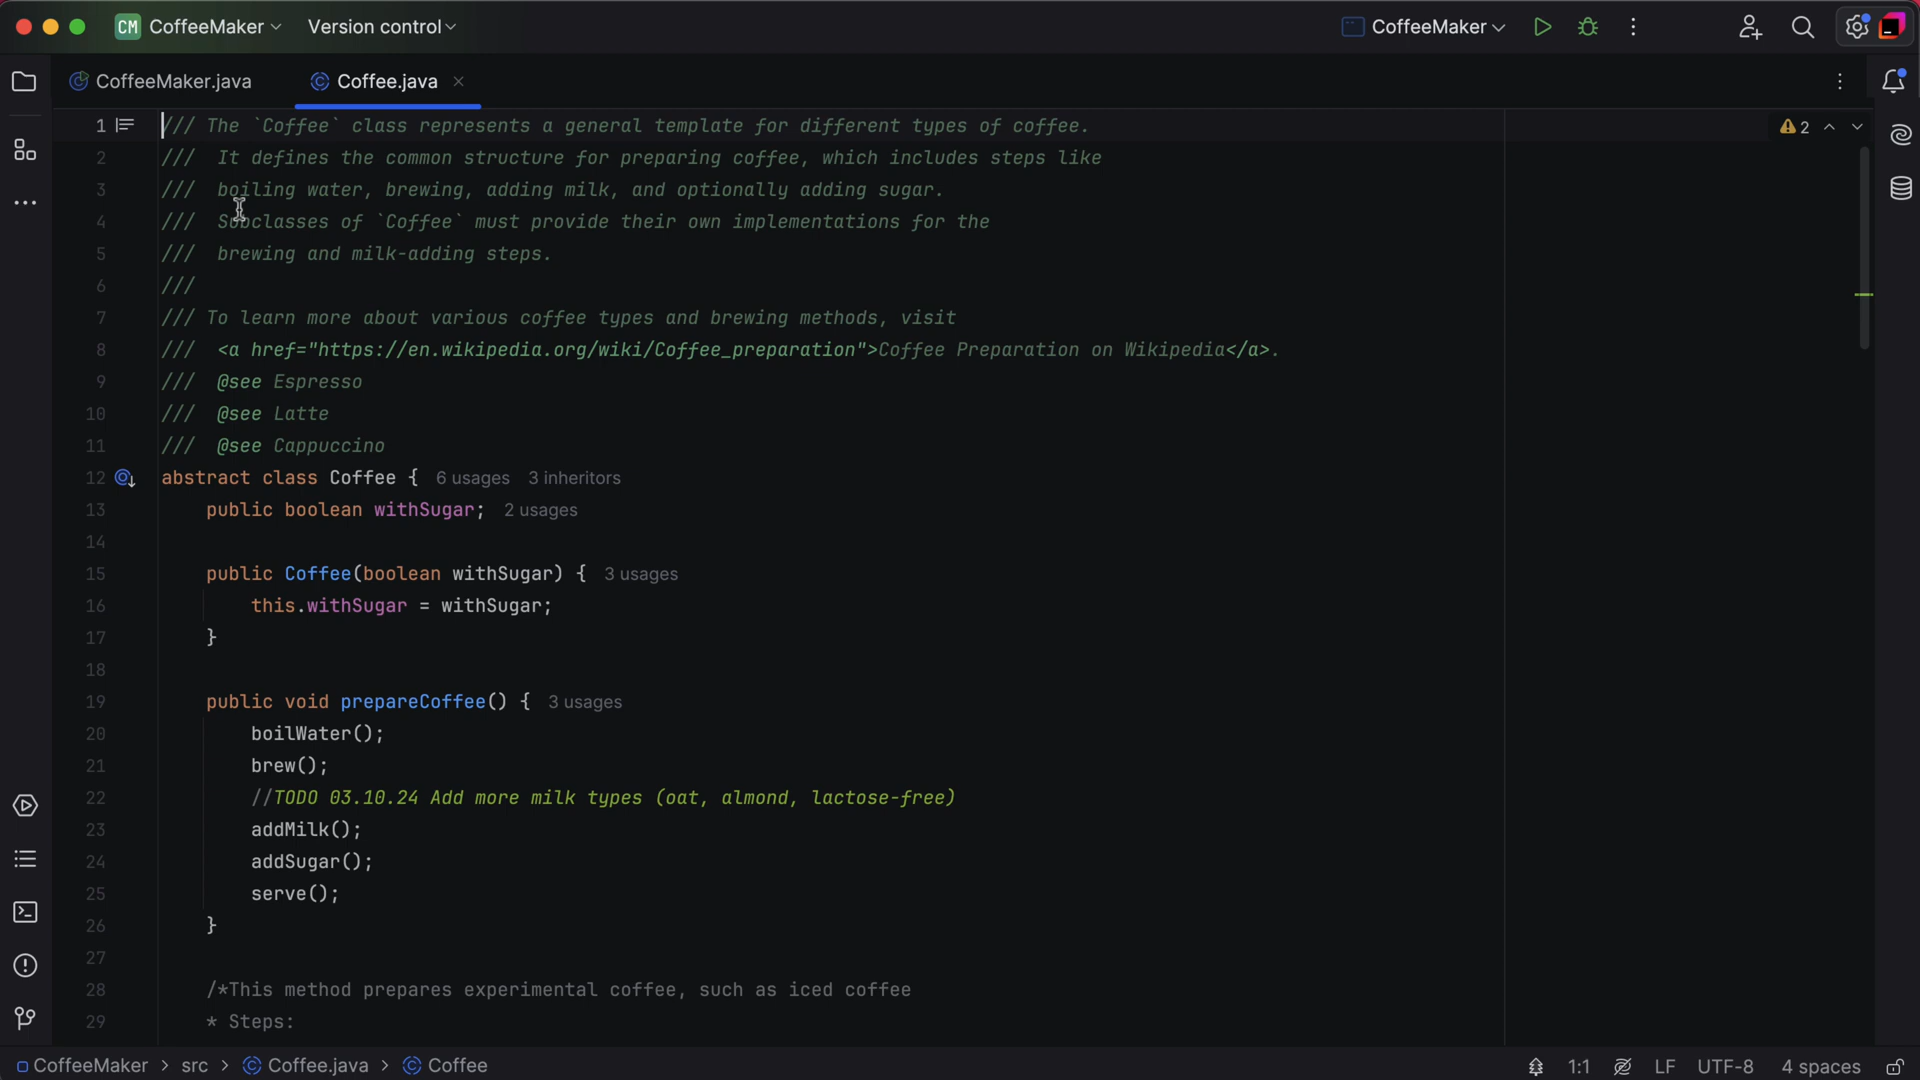 CM CoffeeMaker Version control CoffeeMaker
CoffeeMaker.java Coffee.java
1 /// The `Coffee` class represents a general template for different types of coffee. 2
2 ///  It defines the common structure for preparing coffee, which includes steps like
3 ///  boiling water, brewing, adding milk, and optionally adding sugar.
4 ///  Subclasses of `Coffee` must provide their own implementations for the
5 ///  brewing and milk-adding steps.
6 ///
7 /// To learn more about various coffee types and brewing methods, visit
8 ///  <a href="https://en.wikipedia.org/wiki/Coffee_preparation">Coffee Preparation on Wikipedia</a>.
9 ///  @see Espresso
10 ///  @see Latte
11 ///  @see Cappuccino
12 abstract class Coffee { 6 usages 3 inheritors
13     public boolean withSugar; 2 usages
14
15     public Coffee(boolean withSugar) { 3 usages
16         this.withSugar = withSugar;
17     }
18
19     public void prepareCoffee() { 3 usages
20         boilWater();
21         brew();
22         //TODO 03.10.24 Add more milk types (oat, almond, lactose-free)
23         addMilk();
24         addSugar();
25         serve();
26     }
27
28     /*This method prepares experimental coffee, such as iced coffee
29     * Steps:
CoffeeMaker > src > Coffee.java > Coffee 1:1 LF UTF-8 4 spaces